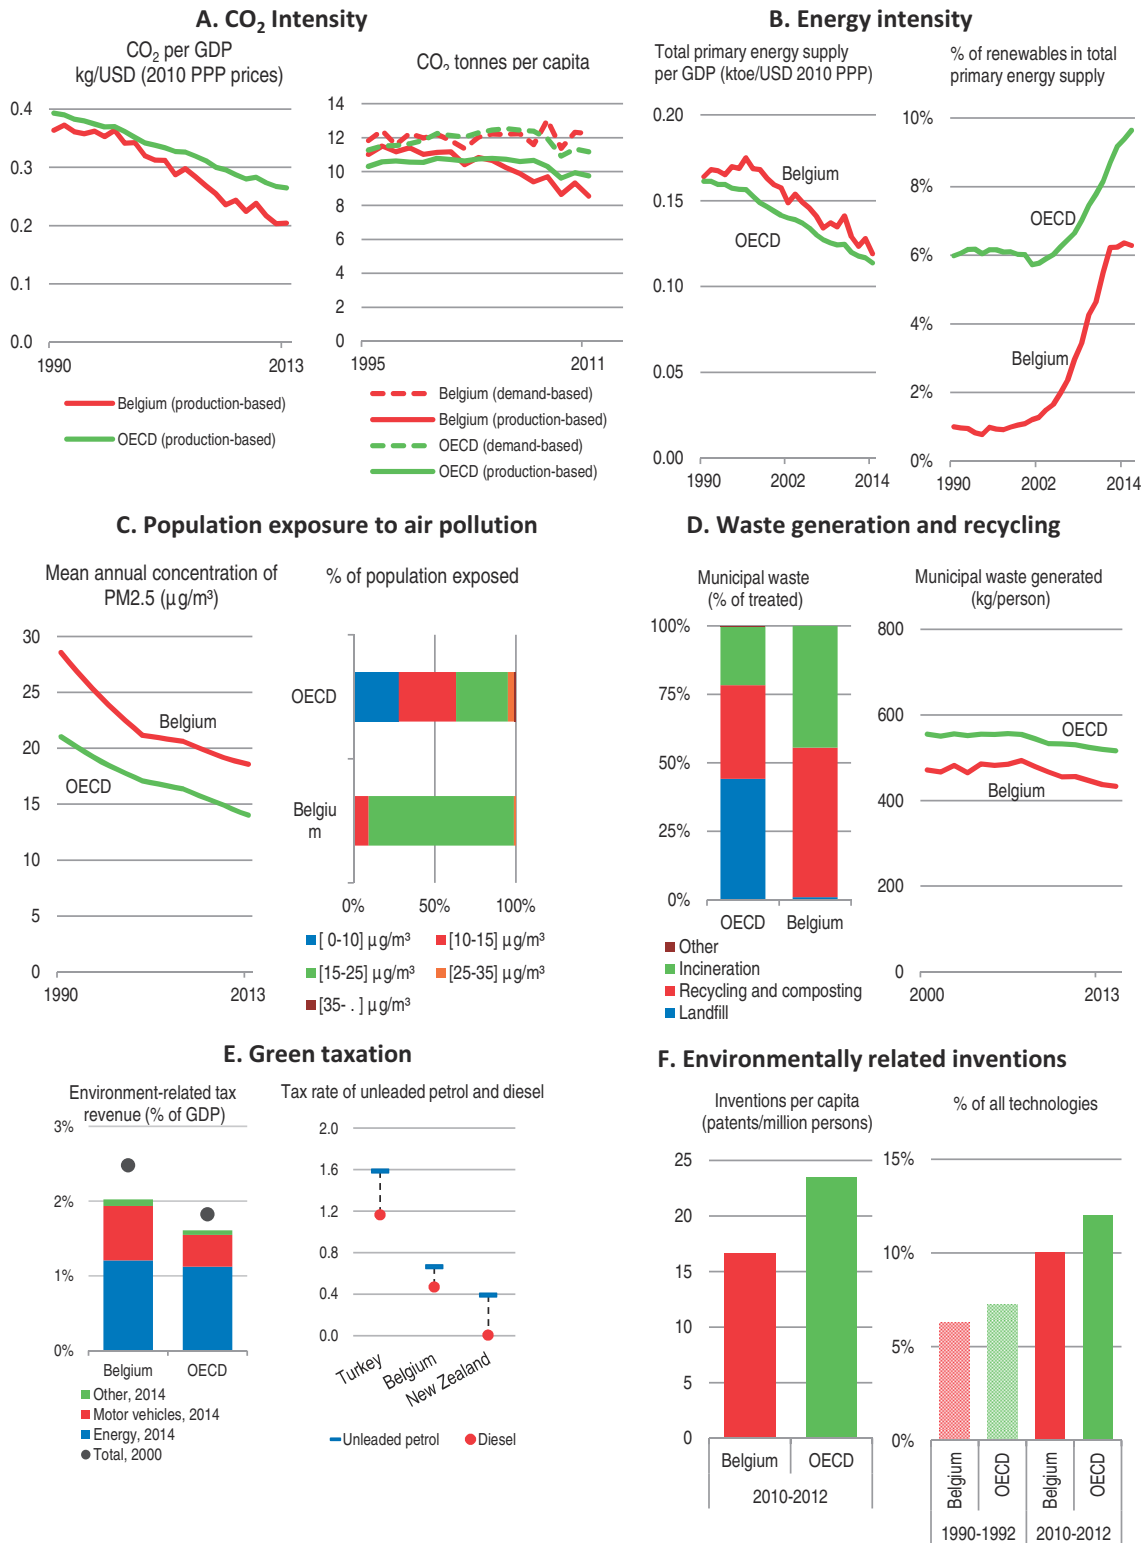 A. CO₂ Intensity
CO₂ per GDP
kg/USD (2010 PPP prices)
0.4
0.3
0.2
0.1
0.0
1990
2013
Belgium (production-based)
OECD (production-based)
CO₂ tonnes per capita
14
12
10
8
6
4
2
0
1995
2011
Belgium (demand-based)
Belgium (production-based)
OECD (demand-based)
OECD (production-based)
B. Energy intensity
Total primary energy supply
per GDP (ktoe/USD 2010 PPP)
0.20
0.15
0.10
0.05
0.00
Belgium
OECD
1990
2002
2014
% of renewables in total
primary energy supply
10%
8%
6%
4%
2%
0%
OECD
Belgium
1990
2002
2014
C. Population exposure to air pollution
Mean annual concentration of
PM2.5 (µg/m³)
30
25
20
15
10
5
0
Belgium
OECD
1990
2013
% of population exposed
OECD
Belgiu
m
0%
50%
100%
[ 0-10] µg/m³
[10-15] µg/m³
[15-25] µg/m³
[25-35] µg/m³
[35- . ] µg/m³
D. Waste generation and recycling
Municipal waste
(% of treated)
100%
75%
50%
25%
0%
OECD
Belgium
Other
Incineration
Recycling and composting
Landfill
Municipal waste generated
(kg/person)
800
600
400
200
0
OECD
Belgium
2000
2013
E. Green taxation
Environment-related tax
revenue (% of GDP)
3%
2%
1%
0%
Belgium
OECD
Other, 2014
Motor vehicles, 2014
Energy, 2014
Total, 2000
Tax rate of unleaded petrol and diesel
2.0
1.6
1.2
0.8
0.4
0.0
Turkey
Belgium
New Zealand
Unleaded petrol
Diesel
F. Environmentally related inventions
Inventions per capita
(patents/million persons)
25
20
15
10
5
0
Belgium
OECD
2010-2012
% of all technologies
15%
10%
5%
0%
Belgium
OECD
Belgium
OECD
1990-1992
2010-2012